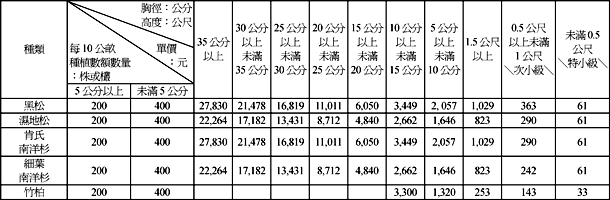 種類
胸徑：公分
高度：公尺
單價
：元
每 10 公畝
種植數額數量
：株或欉
5 公分以上
未滿 5 公分
35 公分
以上
30 公分
以上
未滿
35 公分
25 公分
以上
未滿
30 公分
20 公分
以上
未滿
25 公分
15 公分
以上
未滿
20 公分
10 公分
以上
未滿
15 公分
5 公分
以上
未滿
10 公分
1.5 公尺
以上
0.5 公尺
以上未滿
1 公尺
╲次小級╱
未滿 0.5
公尺
╲特小級╱
黑松 200 400 27,830 21,478 16,819 11,011 6,050 3,449 2,057 1,029 363 61
濕地松 200 400 22,264 17,182 13,431 8,712 4,840 2,662 1,646 823 290 61
肯氏
南洋杉 200 400 27,830 21,478 16,819 11,011 6,050 3,449 2,057 1,029 290 61
細葉
南洋杉 200 400 22,264 17,182 13,431 8,712 4,840 2,662 1,646 823 242 61
竹柏 200 400 3,300 1,320 253 143 33